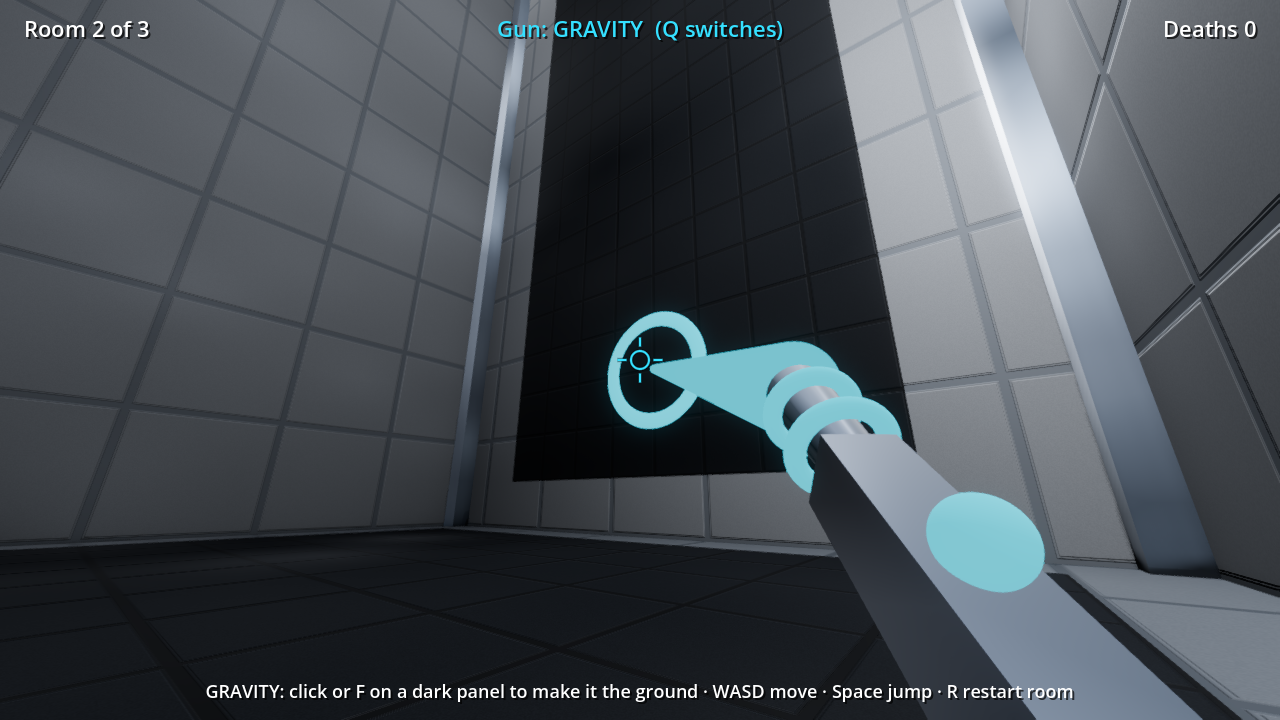 Room 2 of 3
Gun: GRAVITY (Q switches)
Deaths 0
GRAVITY: click or F on a dark panel to make it the ground · WASD move · Space jump · R restart room